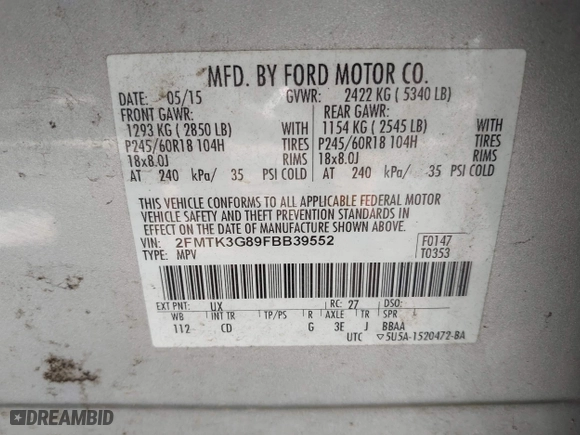 MFD. BY FORD MOTOR CO.
DATE: 05/15 GVWR: 2422 KG ( 5340 LB)
FRONT GAWR: REAR GAWR:
1293 KG ( 2850 LB) WITH 1154 KG ( 2545 LB) WITH
P245/60R18 104H TIRES P245/60R18 104H TIRES
18x8.0J RIMS 18x8.0J RIMS
AT 240 kPa/ 35 PSI COLD AT 240 kPa/ 35 PSI COLD
THIS VEHICLE CONFORMS TO ALL APPLICABLE FEDERAL MOTOR
VEHICLE SAFETY AND THEFT PREVENTION STANDARDS IN
EFFECT ON THE DATE OF MANUFACTURE SHOWN ABOVE.
VIN: 2FMTK3G89FBB39552 F0147
TYPE: MPV T0353
EXT PNT: UX RC: 27 DSO:
WB INT TR TP/PS R AXLE TR SPR
112 CD G 3E J BBAA
UTC ▽5U5A-1520472-BA
DREAMBID